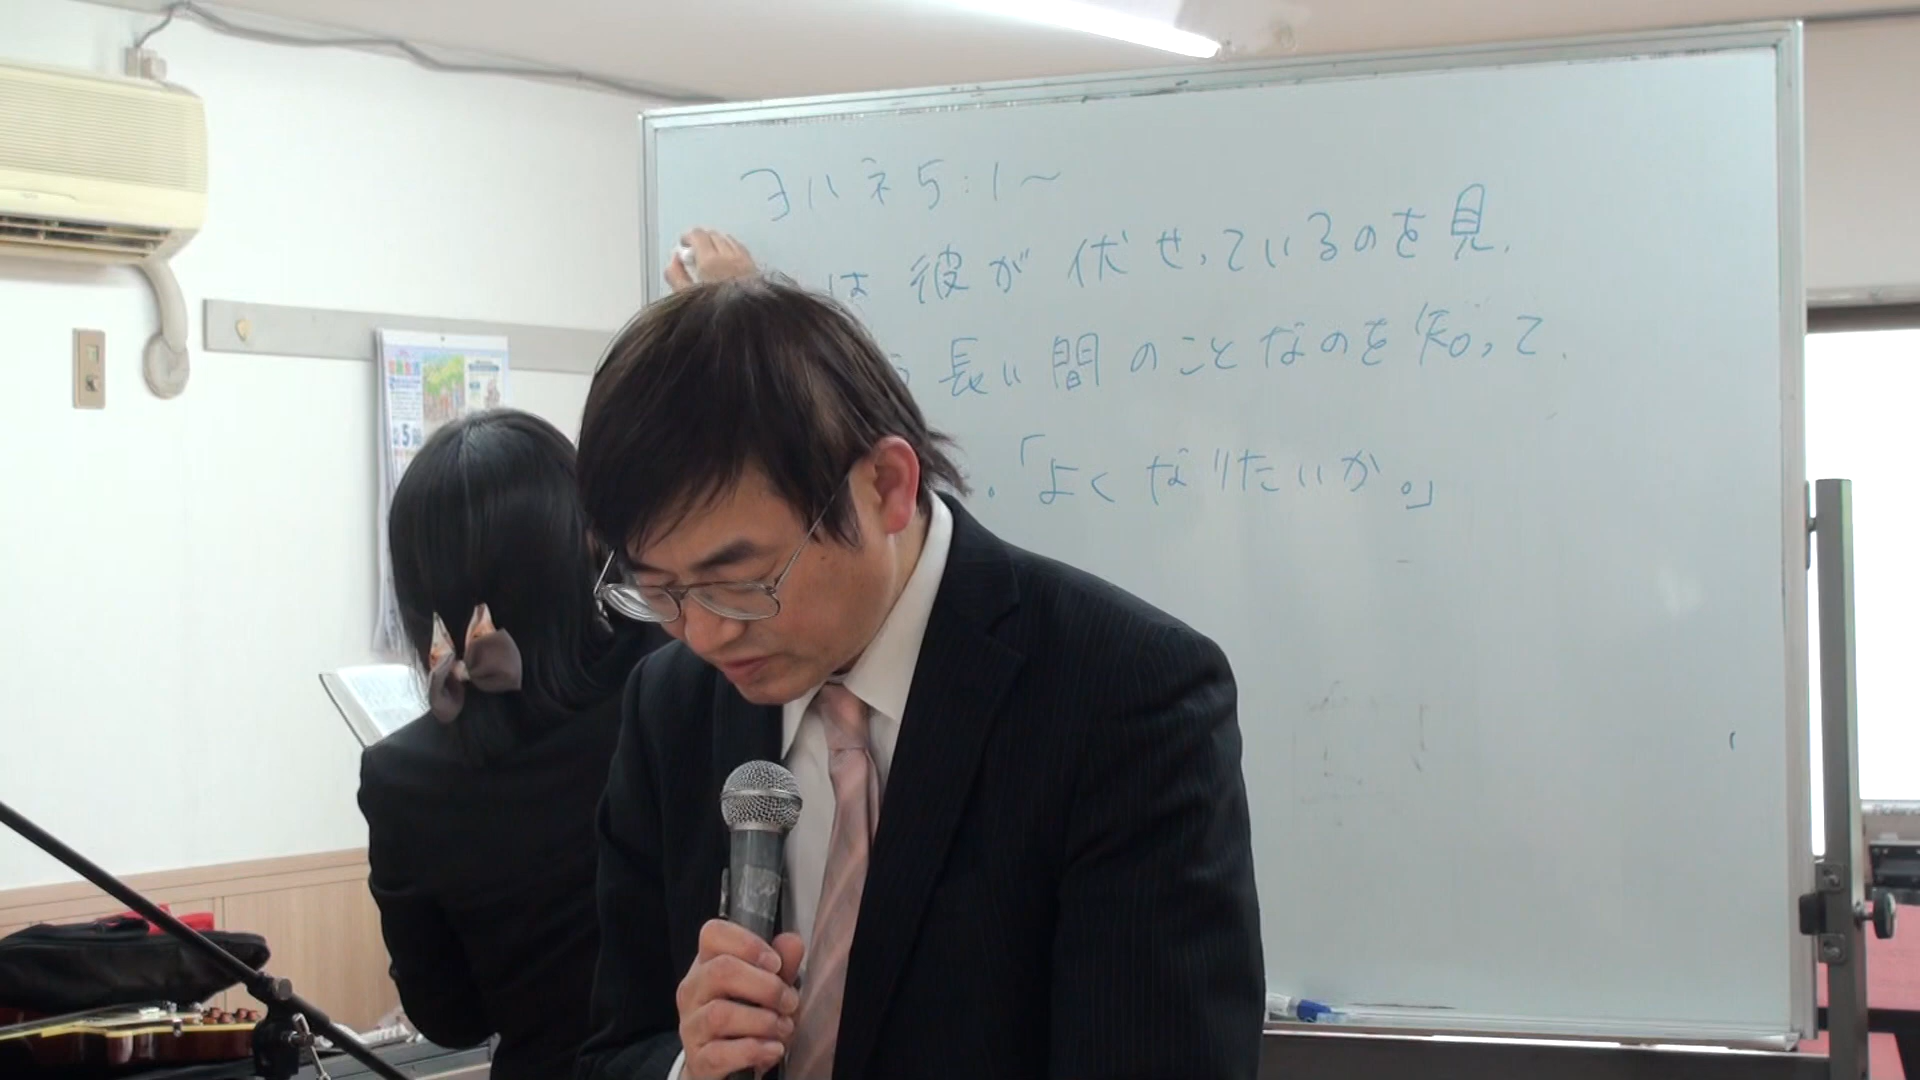 ヨハネ5:1〜
は彼が伏せっているのを見、
長い間のことなのを知って、
。「よくなりたいか。」
5